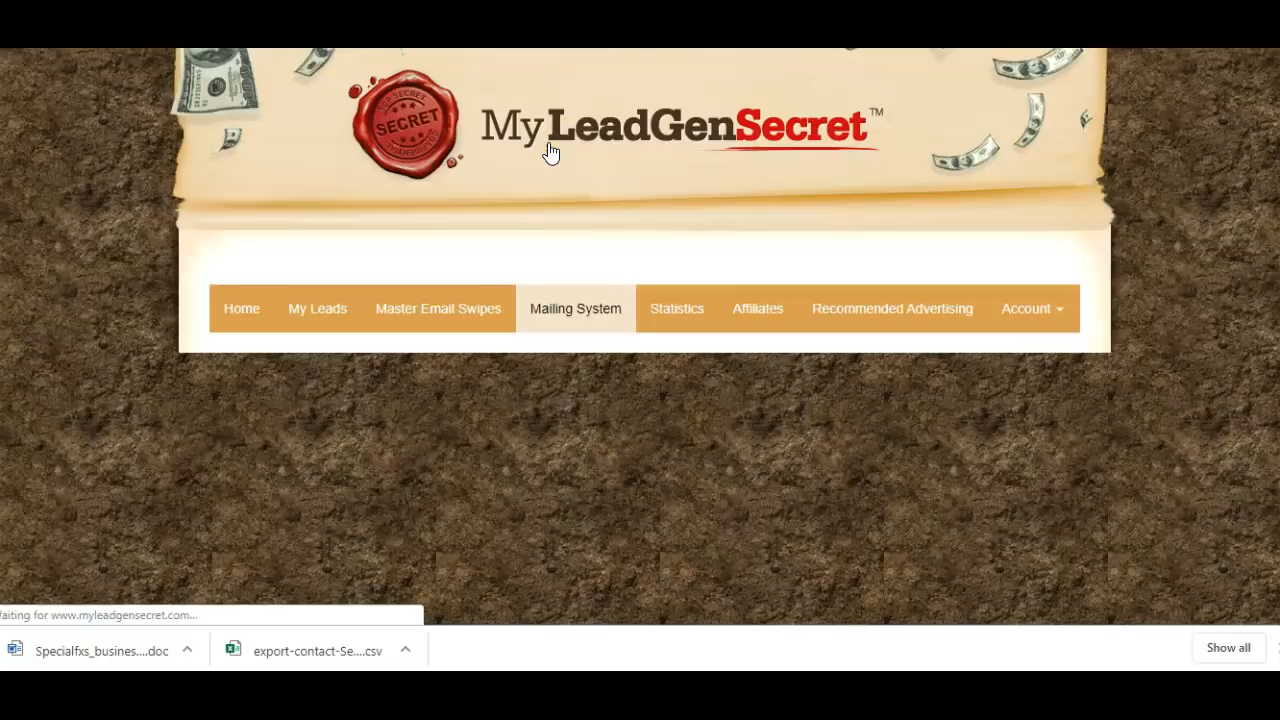 SECRET
MyLeadGenSecret™
Home My Leads Master Email Swipes Mailing System Statistics Affiliates Recommended Advertising Account
aiting for www.myleadgensecret.com...
Specialfxs_busines....doc export-contact-Se....csv Show all